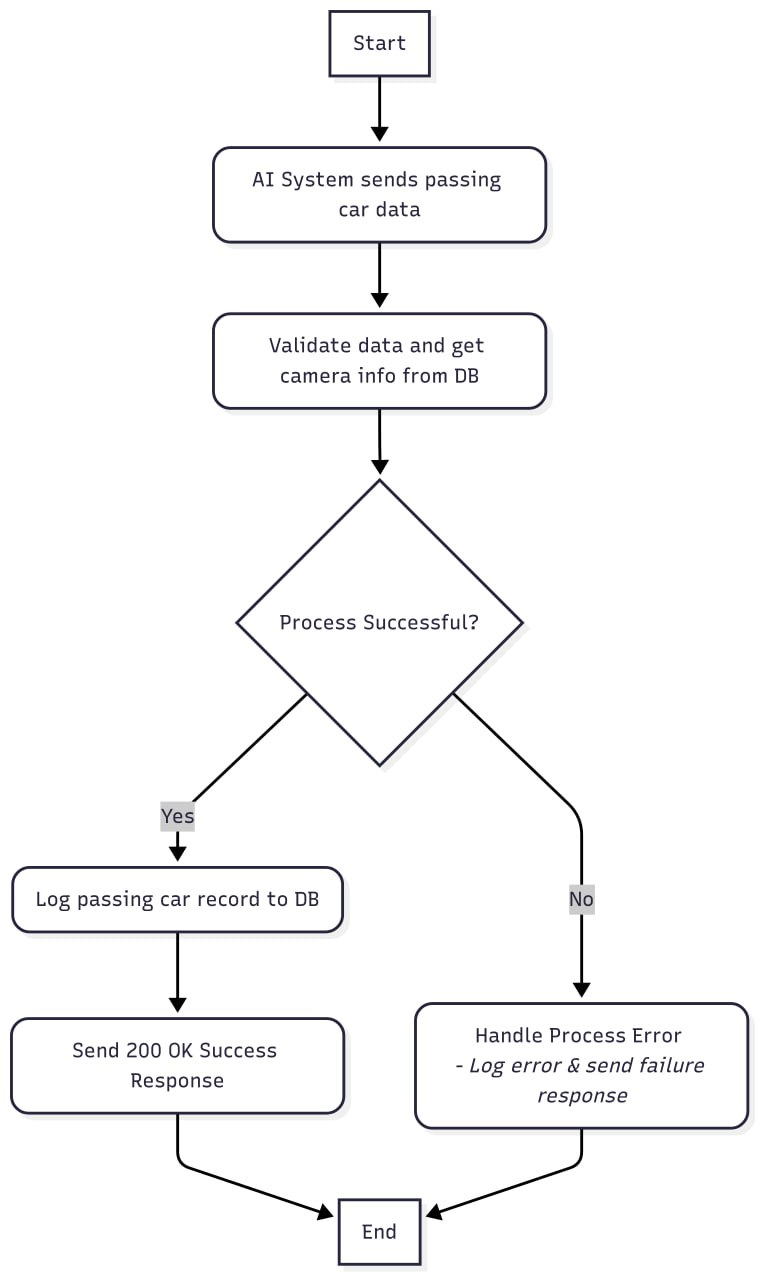 Start
AI System sends passing
car data
Validate data and get
camera info from DB
Process Successful?
Yes
Log passing car record to DB
No
Send 200 OK Success
Response
Handle Process Error
- Log error & send failure
response
End